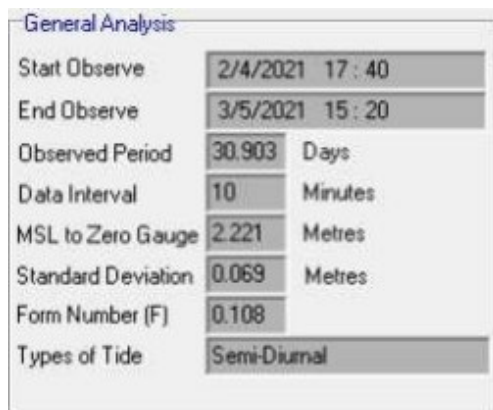 General Analysis
Start Observe 2/4/2021 17 : 40
End Observe 3/5/2021 15 : 20
Observed Period 30.903 Days
Data Interval 10 Minutes
MSL to Zero Gauge 2.221 Metres
Standard Deviation 0.069 Metres
Form Number (F) 0.108
Types of Tide Semi-Diurnal